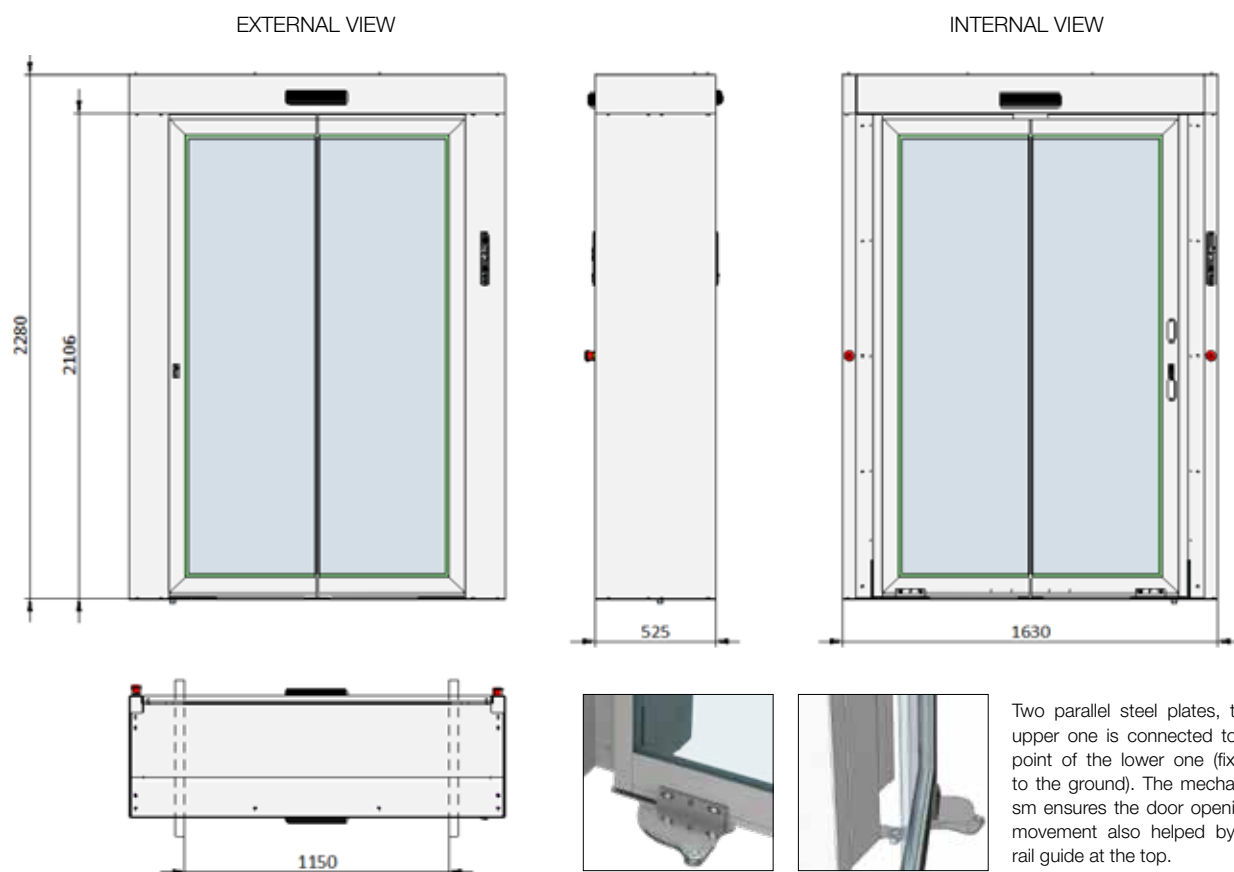 EXTERNAL VIEW
INTERNAL VIEW
2280
2106
525
1630
1150
Two parallel steel plates, t
upper one is connected to
point of the lower one (fix
to the ground). The mecha
sm ensures the door openi
movement also helped by
rail guide at the top.